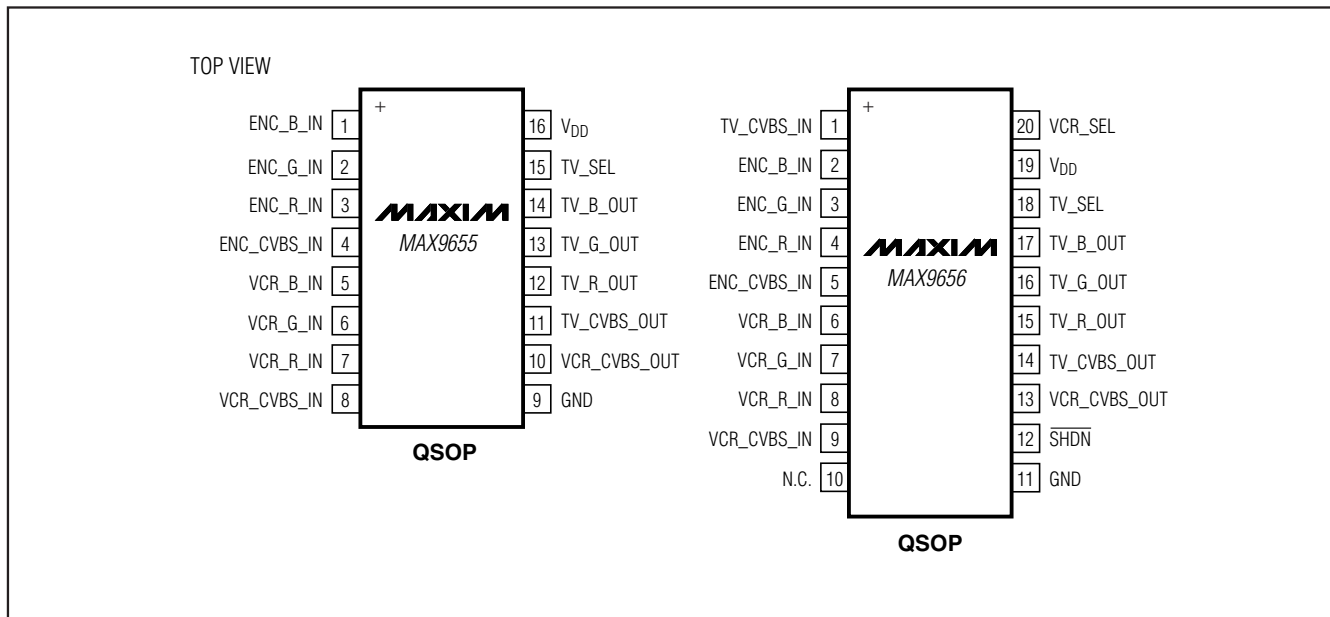 TOP VIEW
+
ENC_B_IN 1
ENC_G_IN 2
ENC_R_IN 3
ENC_CVBS_IN 4
VCR_B_IN 5
VCR_G_IN 6
VCR_R_IN 7
VCR_CVBS_IN 8
MAXIM
MAX9655
16 VDD
15 TV_SEL
14 TV_B_OUT
13 TV_G_OUT
12 TV_R_OUT
11 TV_CVBS_OUT
10 VCR_CVBS_OUT
9 GND
QSOP
+
TV_CVBS_IN 1
ENC_B_IN 2
ENC_G_IN 3
ENC_R_IN 4
ENC_CVBS_IN 5
VCR_B_IN 6
VCR_G_IN 7
VCR_R_IN 8
VCR_CVBS_IN 9
N.C. 10
MAXIM
MAX9656
20 VCR_SEL
19 VDD
18 TV_SEL
17 TV_B_OUT
16 TV_G_OUT
15 TV_R_OUT
14 TV_CVBS_OUT
13 VCR_CVBS_OUT
12 SHDN
11 GND
QSOP